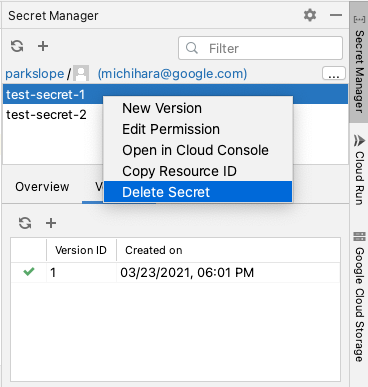 Secret Manager
Filter
parkslope / (michihara@google.com) ...
test-secret-1
test-secret-2
New Version
Edit Permission
Open in Cloud Console
Copy Resource ID
Delete Secret
Overview
Version ID Created on
1 03/23/2021, 06:01 PM
Secret Manager
Cloud Run
Google Cloud Storage